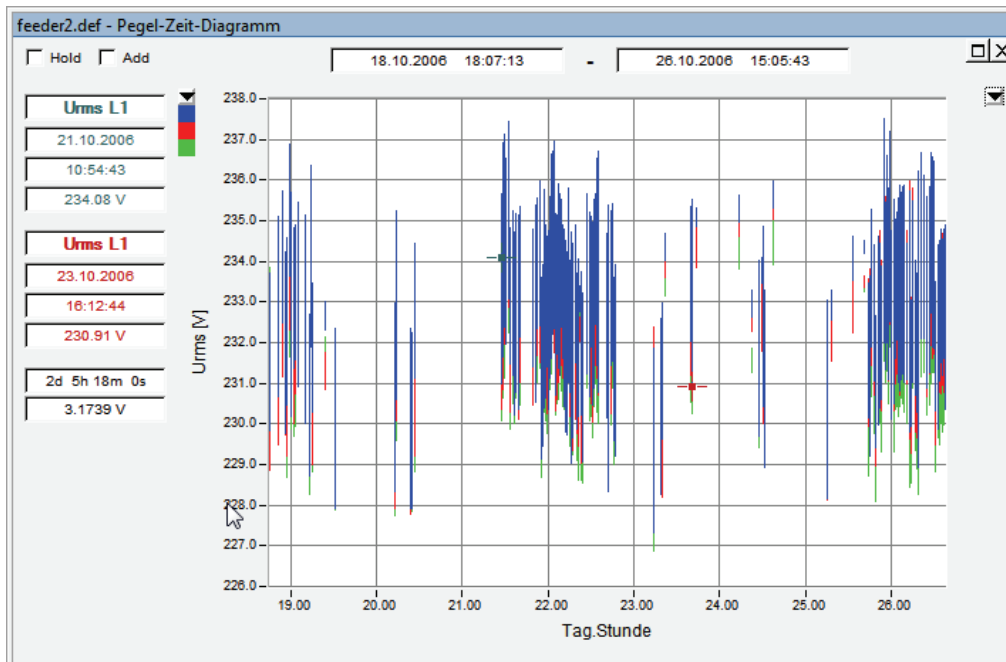 feeder2.def - Pegel-Zeit-Diagramm
Hold Add
18.10.2006 18:07:13 - 26.10.2006 15:05:43
Urms L1
21.10.2006
10:54:43
234.08 V
Urms L1
23.10.2006
16:12:44
230.91 V
2d 5h 18m 0s
3.1739 V
Urms [V]
238.0
237.0
236.0
235.0
234.0
233.0
232.0
231.0
230.0
229.0
228.0
227.0
226.0
19.00 20.00 21.00 22.00 23.00 24.00 25.00 26.00
Tag.Stunde